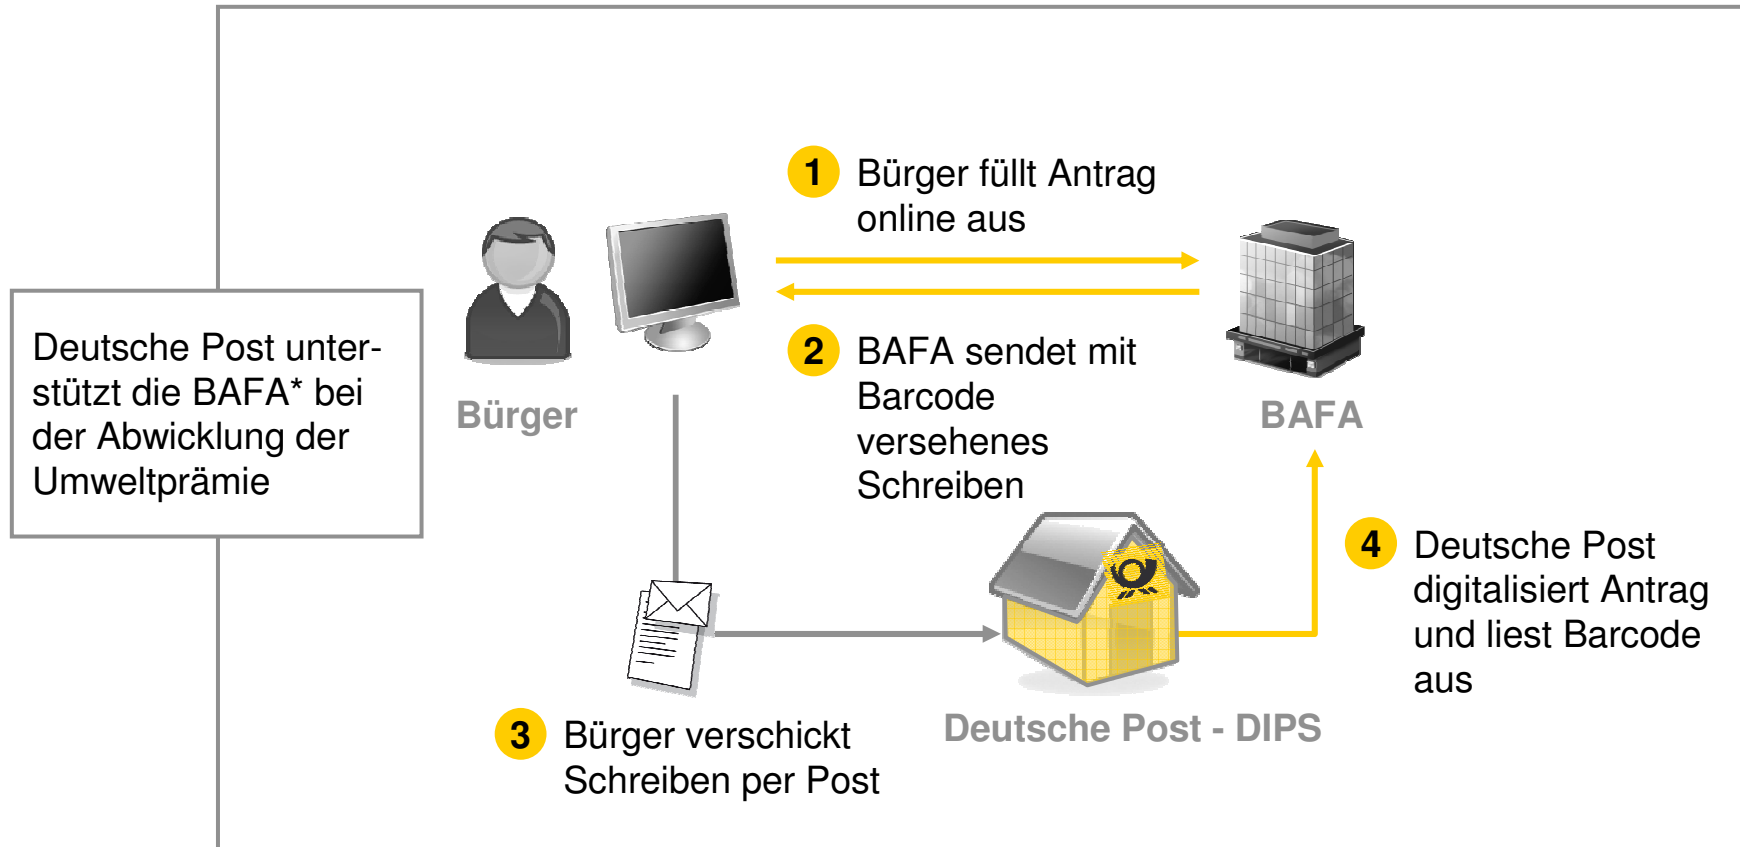 Deutsche Post unter-
stützt die BAFA* bei
der Abwicklung der
Umweltprämie
1 Bürger füllt Antrag
online aus
2 BAFA sendet mit
Barcode
versehenes
Schreiben
Bürger
BAFA
4 Deutsche Post
digitalisiert Antrag
und liest Barcode
aus
3 Bürger verschickt
Schreiben per Post
Deutsche Post - DIPS